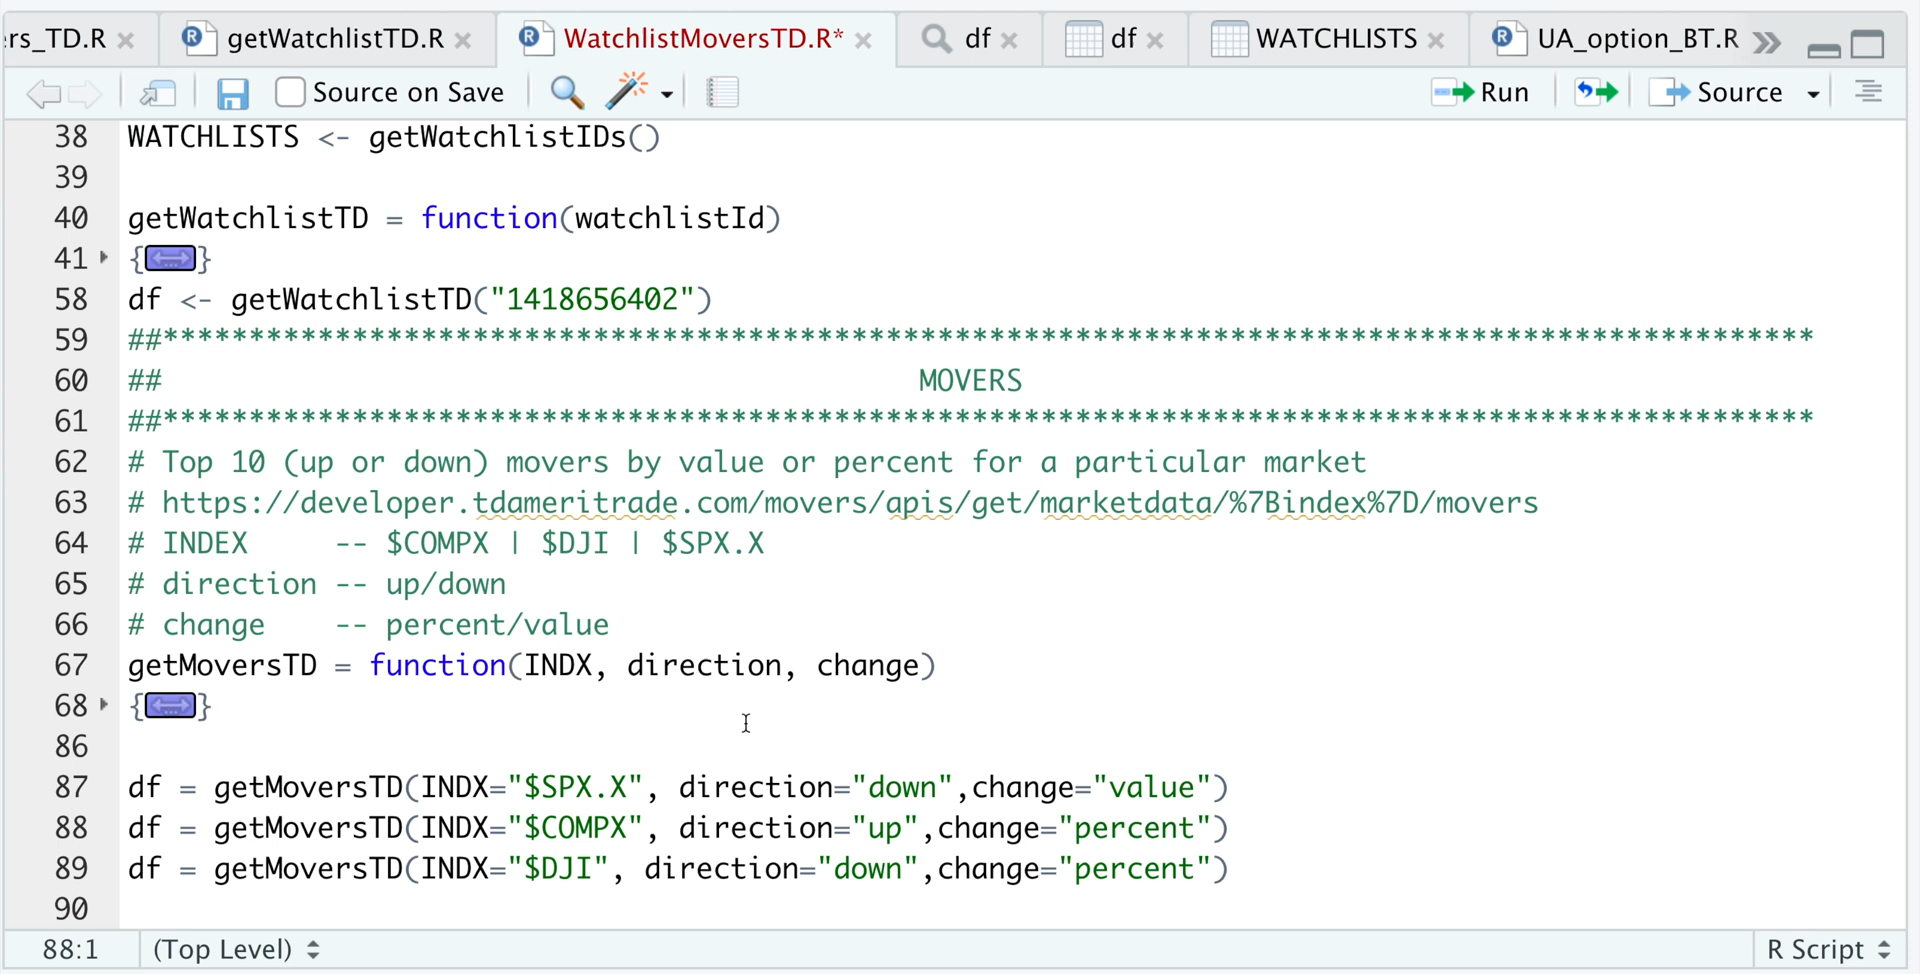 rs_TD.R getWatchlistTD.R WatchlistMoversTD.R* df df WATCHLISTS UA_option_BT.R
Source on Save Run Source
38 WATCHLISTS <- getWatchlistIDs()
39
40 getWatchlistTD = function(watchlistId)
41 {...}
58 df <- getWatchlistTD("1418656402")
59 ##************************************************************************************************
60 ## MOVERS
61 ##************************************************************************************************
62 # Top 10 (up or down) movers by value or percent for a particular market
63 # https://developer.tdameritrade.com/movers/apis/get/marketdata/%7Bindex%7D/movers
64 # INDEX     -- $COMPX | $DJI | $SPX.X
65 # direction -- up/down
66 # change    -- percent/value
67 getMoversTD = function(INDX, direction, change)
68 {...}
86
87 df = getMoversTD(INDX="$SPX.X", direction="down",change="value")
88 df = getMoversTD(INDX="$COMPX", direction="up",change="percent")
89 df = getMoversTD(INDX="$DJI", direction="down",change="percent")
90
88:1 (Top Level) R Script